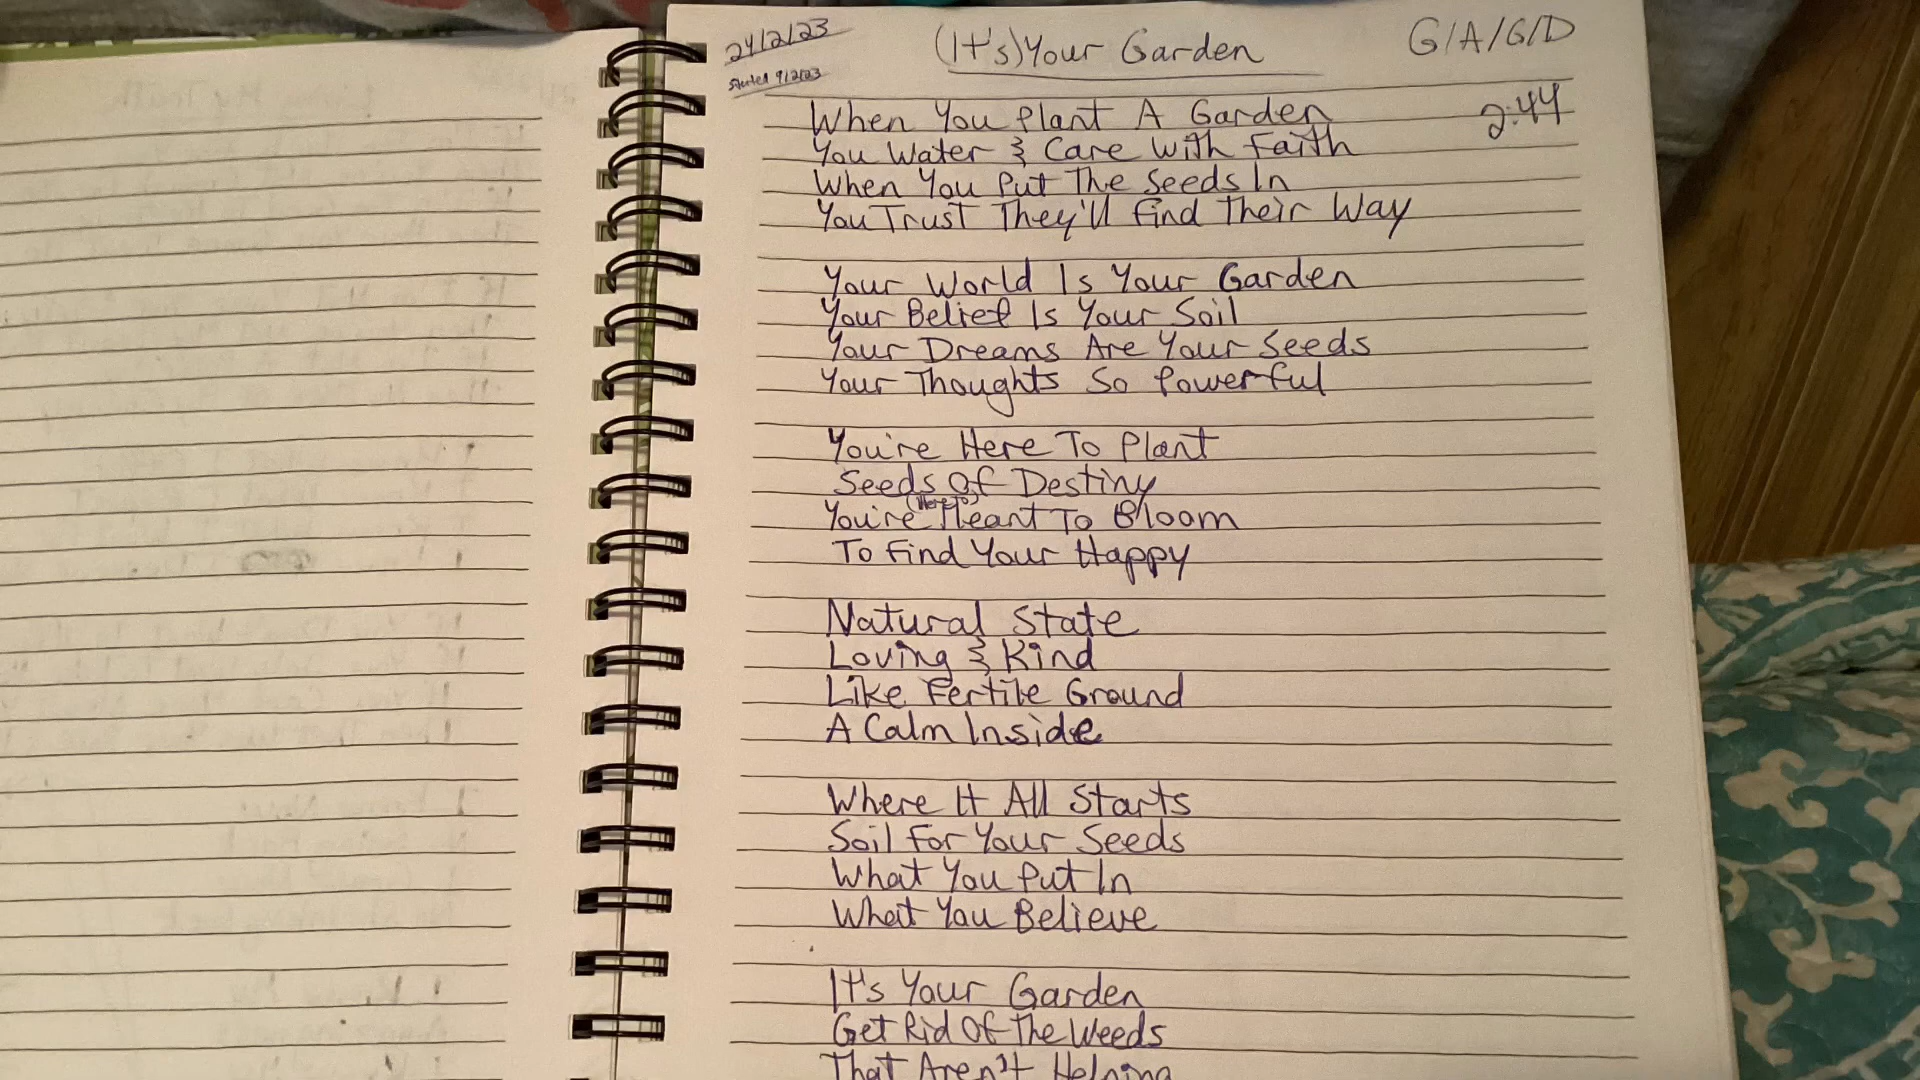 24/2/23
Started 9/2/23
(It's) Your Garden
G/A/G/D
2:44
When You Plant A Garden
You Water & Care With Faith
When You Put The Seeds In
You Trust They'll Find Their Way
Your World Is Your Garden
Your Belief Is Your Soil
Your Dreams Are Your Seeds
Your Thoughts So Powerful
You're Here To Plant
Seeds Of Destiny
(Here To)
You're Meant To Bloom
To Find Your Happy
Natural State
Loving & Kind
Like Fertile Ground
A Calm Inside
Where It All Starts
Soil For Your Seeds
What You Put In
What You Believe
It's Your Garden
Get Rid Of The Weeds
That Aren't Helping